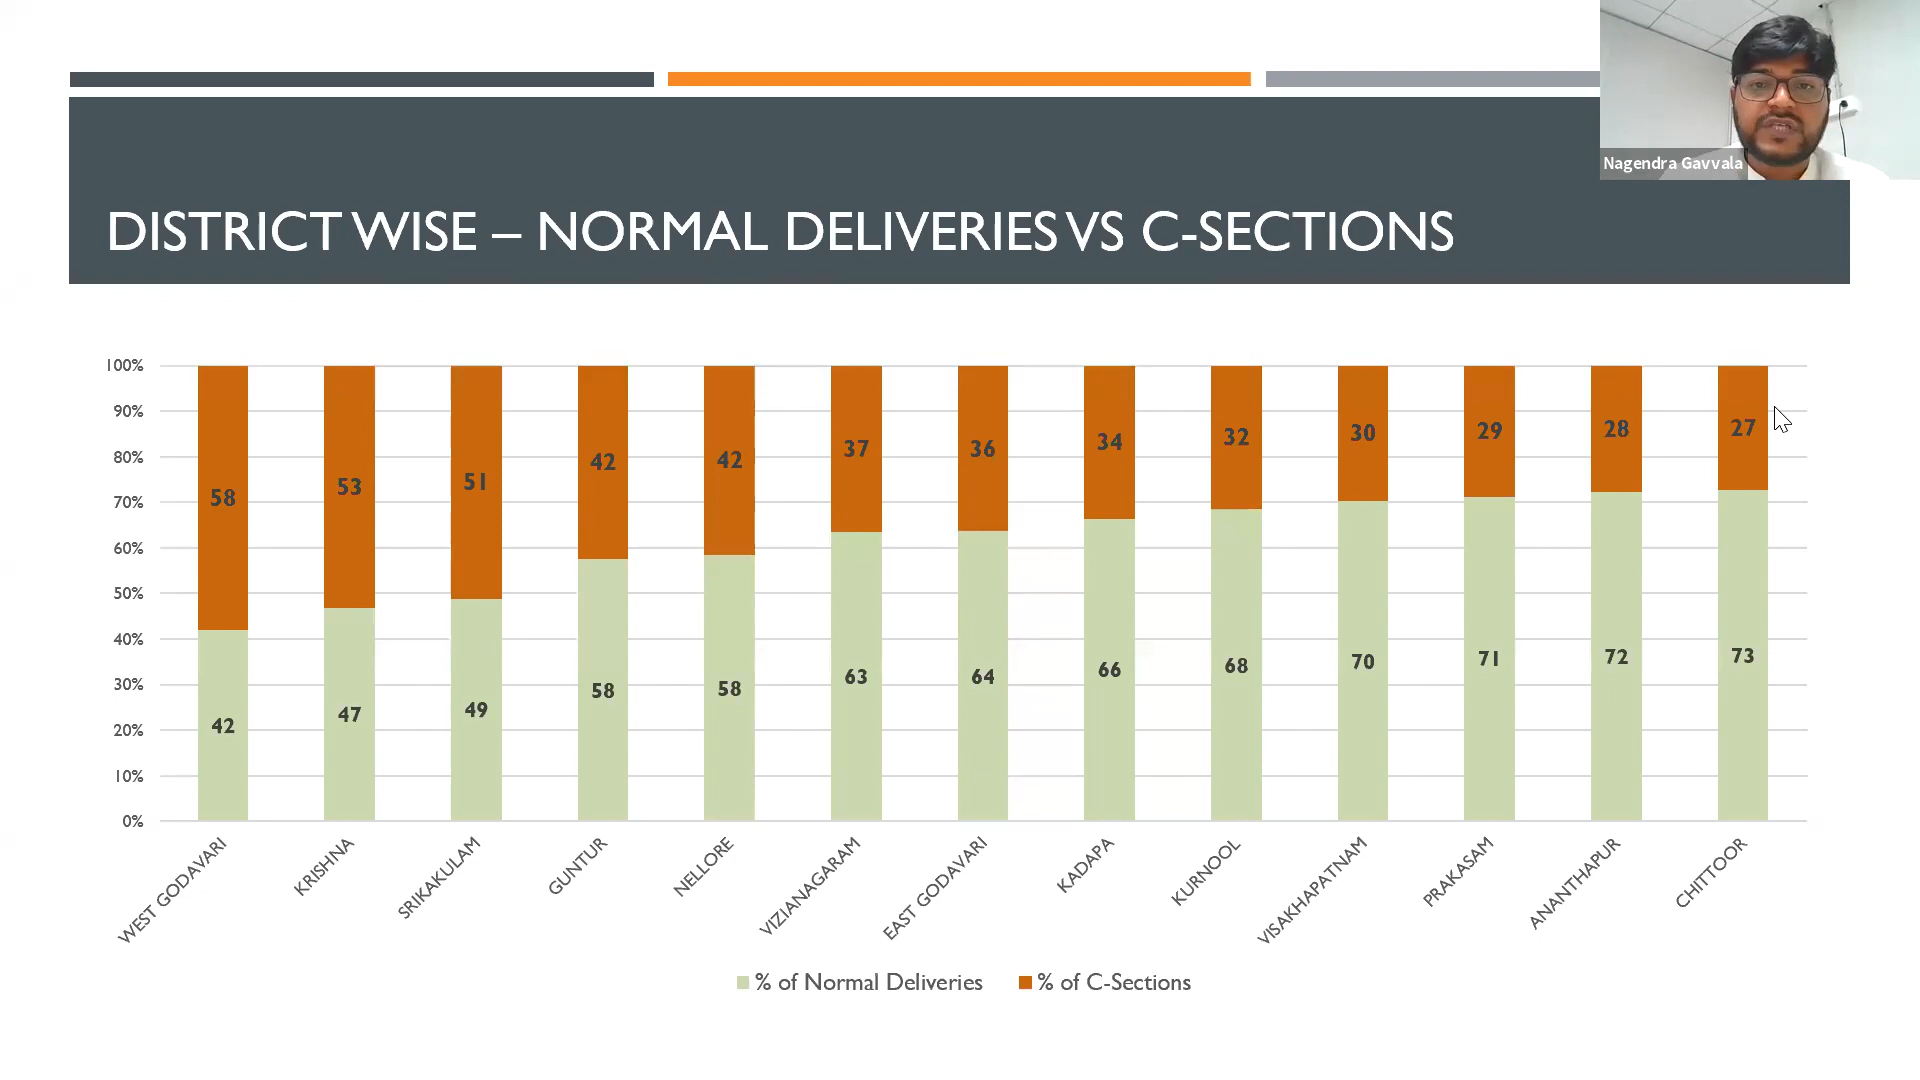 Nagendra Gavvala
DISTRICT WISE – NORMAL DELIVERIES VS C-SECTIONS
100%
90%
80%
70%
60%
50%
40%
30%
20%
10%
0%
58
53
51
42
42
37
36
34
32
30
29
28
27
42
47
49
58
58
63
64
66
68
70
71
72
73
WEST GODAVARI
KRISHNA
SRIKAKULAM
GUNTUR
NELLORE
VIZIANAGARAM
EAST GODAVARI
KADAPA
KURNOOL
VISAKHAPATNAM
PRAKASAM
ANANTHAPUR
CHITTOOR
% of Normal Deliveries
% of C-Sections